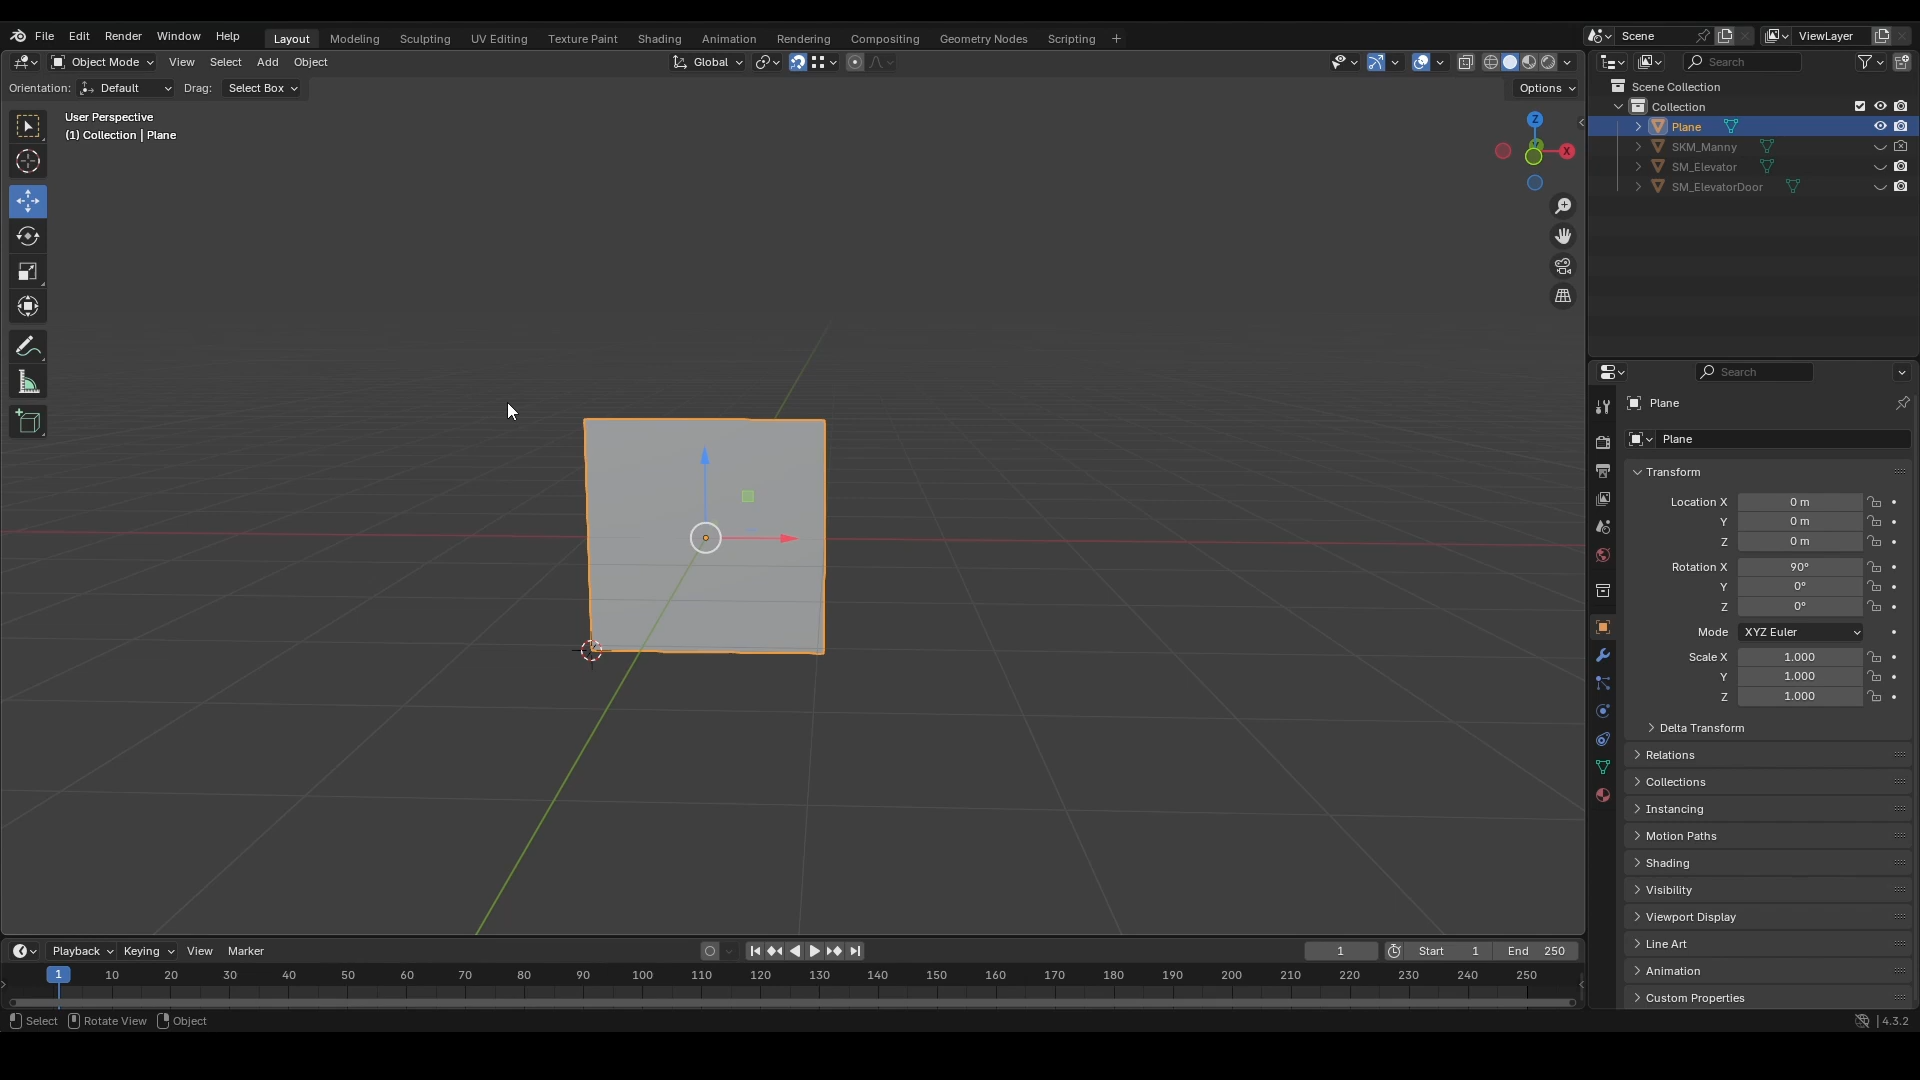 File Edit Render Window Help Layout Modeling Sculpting UV Editing Texture Paint Shading Animation Rendering Compositing Geometry Nodes Scripting + Scene ViewLayer
Object Mode View Select Add Object Global Search
Orientation: Default Drag: Select Box Options
User Perspective
(1) Collection | Plane
Z
Y
X
Scene Collection
Collection
Plane
SKM_Manny
SM_Elevator
SM_ElevatorDoor
Search
Plane
Plane
Transform
Location X 0 m
Y 0 m
Z 0 m
Rotation X 90°
Y 0°
Z 0°
Mode XYZ Euler
Scale X 1.000
Y 1.000
Z 1.000
Delta Transform
Relations
Collections
Instancing
Motion Paths
Shading
Visibility
Viewport Display
Line Art
Animation
Custom Properties
Playback Keying View Marker 1 Start 1 End 250
1 10 20 30 40 50 60 70 80 90 100 110 120 130 140 150 160 170 180 190 200 210 220 230 240 250
Select Rotate View Object 4.3.2